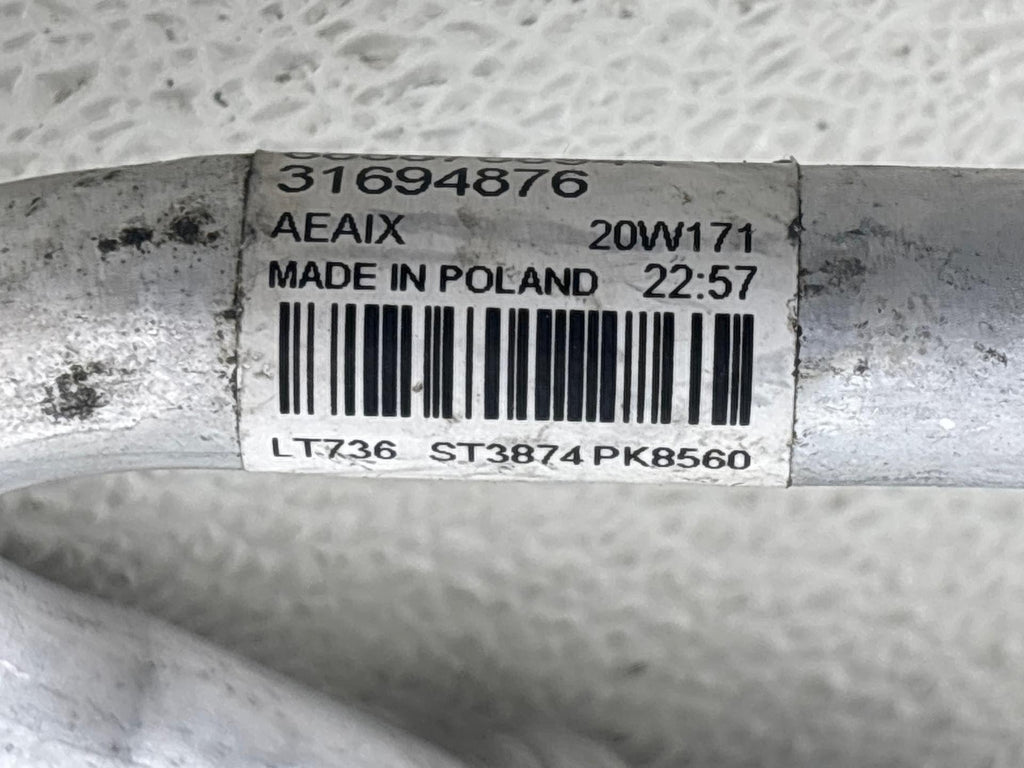 31694876
AEAIX 20W171
MADE IN POLAND 22:57
LT736 ST3874 PK8560